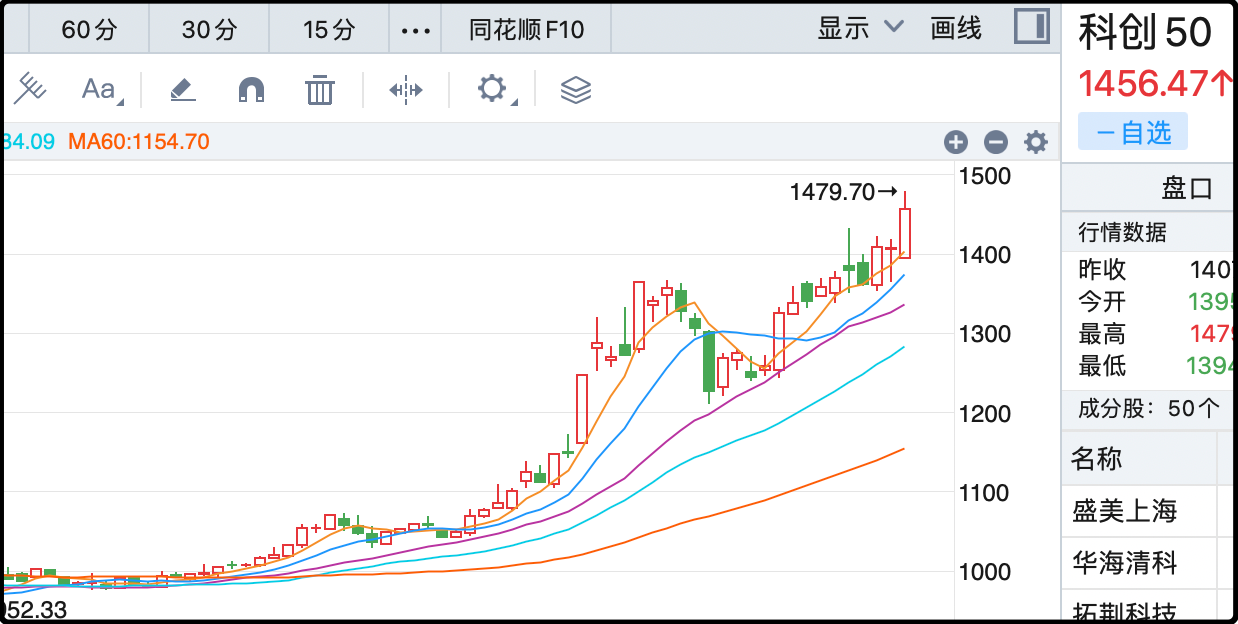 60分 30分 15分 ••• 同花顺F10 显示 画线
科创50
1456.47↑
Aa
－自选
84.09 MA60:1154.70
盘口
1479.70→
行情数据
昨收 1407
今开 1395
最高 1479
最低 1394
成分股：50个
名称
盛美上海
华海清科
拓荆科技
1500
1400
1300
1200
1100
1000
952.33